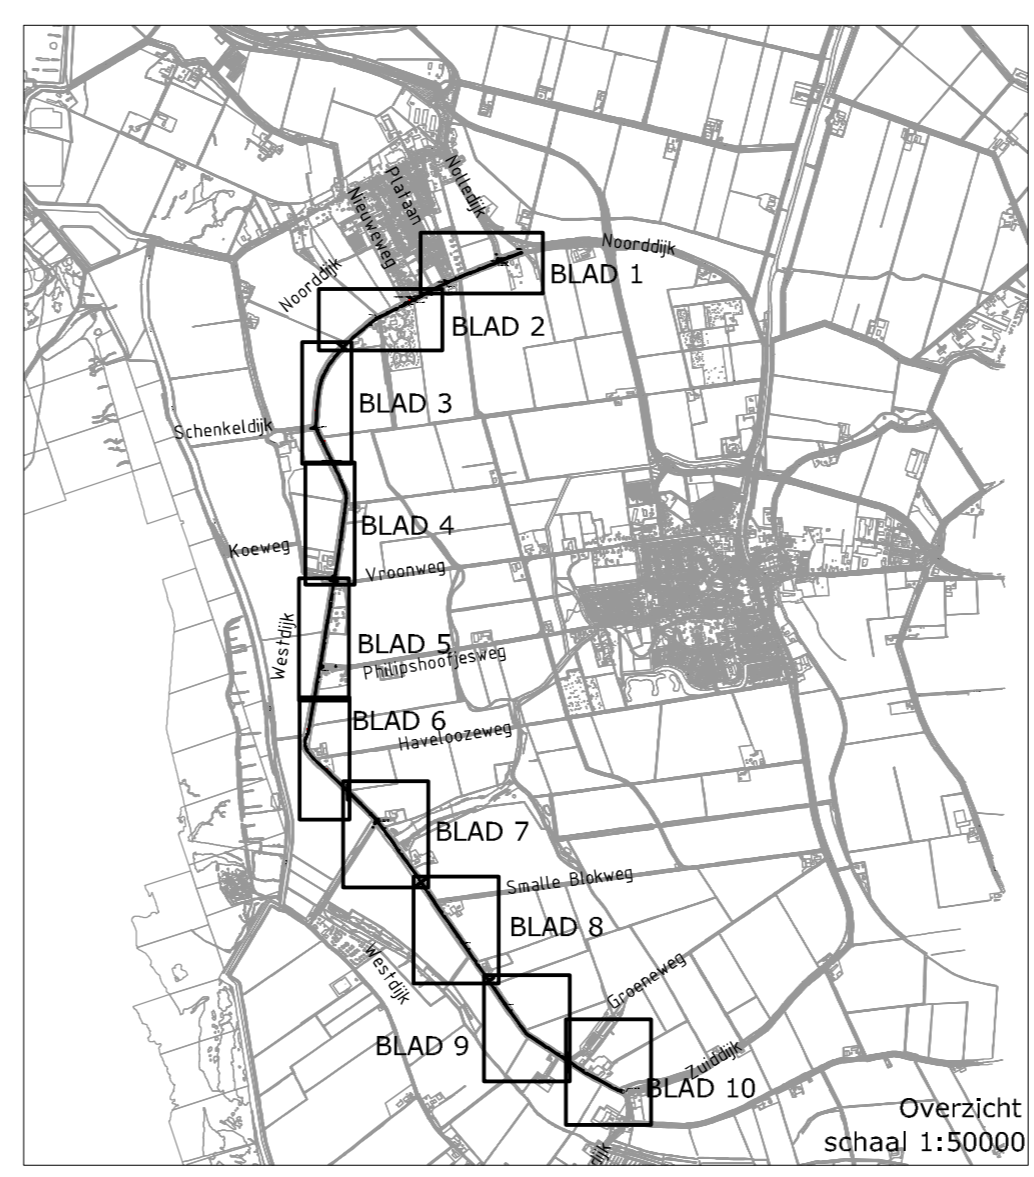 Nolledijk
Plataan
Nieuweweg
Noorddijk
Noorddijk
BLAD 1
BLAD 2
BLAD 3
Schenkeldijk
BLAD 4
Koeweg
Vroonweg
Westdijk
BLAD 5
Philipshoofjesweg
BLAD 6
Haveloozeweg
BLAD 7
Smalle Blokweg
BLAD 8
Westdijk
Groeneweg
BLAD 9
Zuiddijk
BLAD 10
Overzicht
schaal 1:50000
dijk